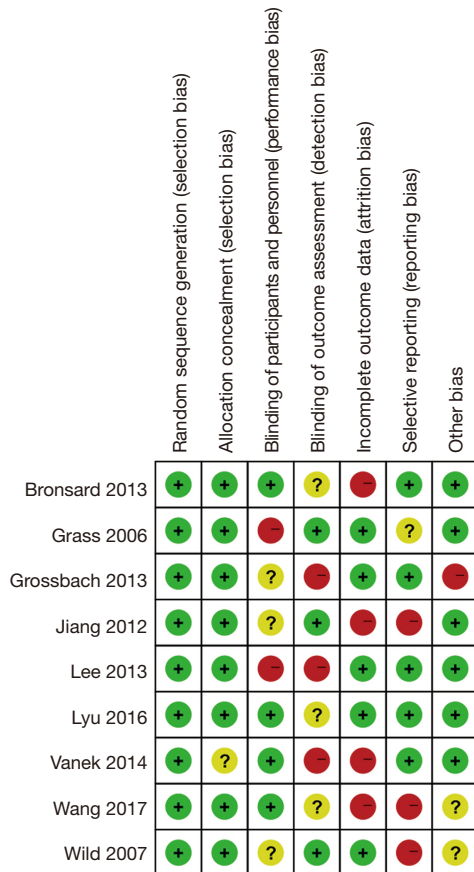 Random sequence generation (selection bias)
Allocation concealment (selection bias)
Blinding of participants and personnel (performance bias)
Blinding of outcome assessment (detection bias)
Incomplete outcome data (attrition bias)
Selective reporting (reporting bias)
Other bias
Bronsard 2013 + + + ? − + +
Grass 2006 + + − + + ? +
Grossbach 2013 + + ? − + + −
Jiang 2012 + + ? + − − +
Lee 2013 + + − − + + +
Lyu 2016 + + + ? + + +
Vanek 2014 + ? + − − + +
Wang 2017 + + + ? − − ?
Wild 2007 + + ? + + − ?